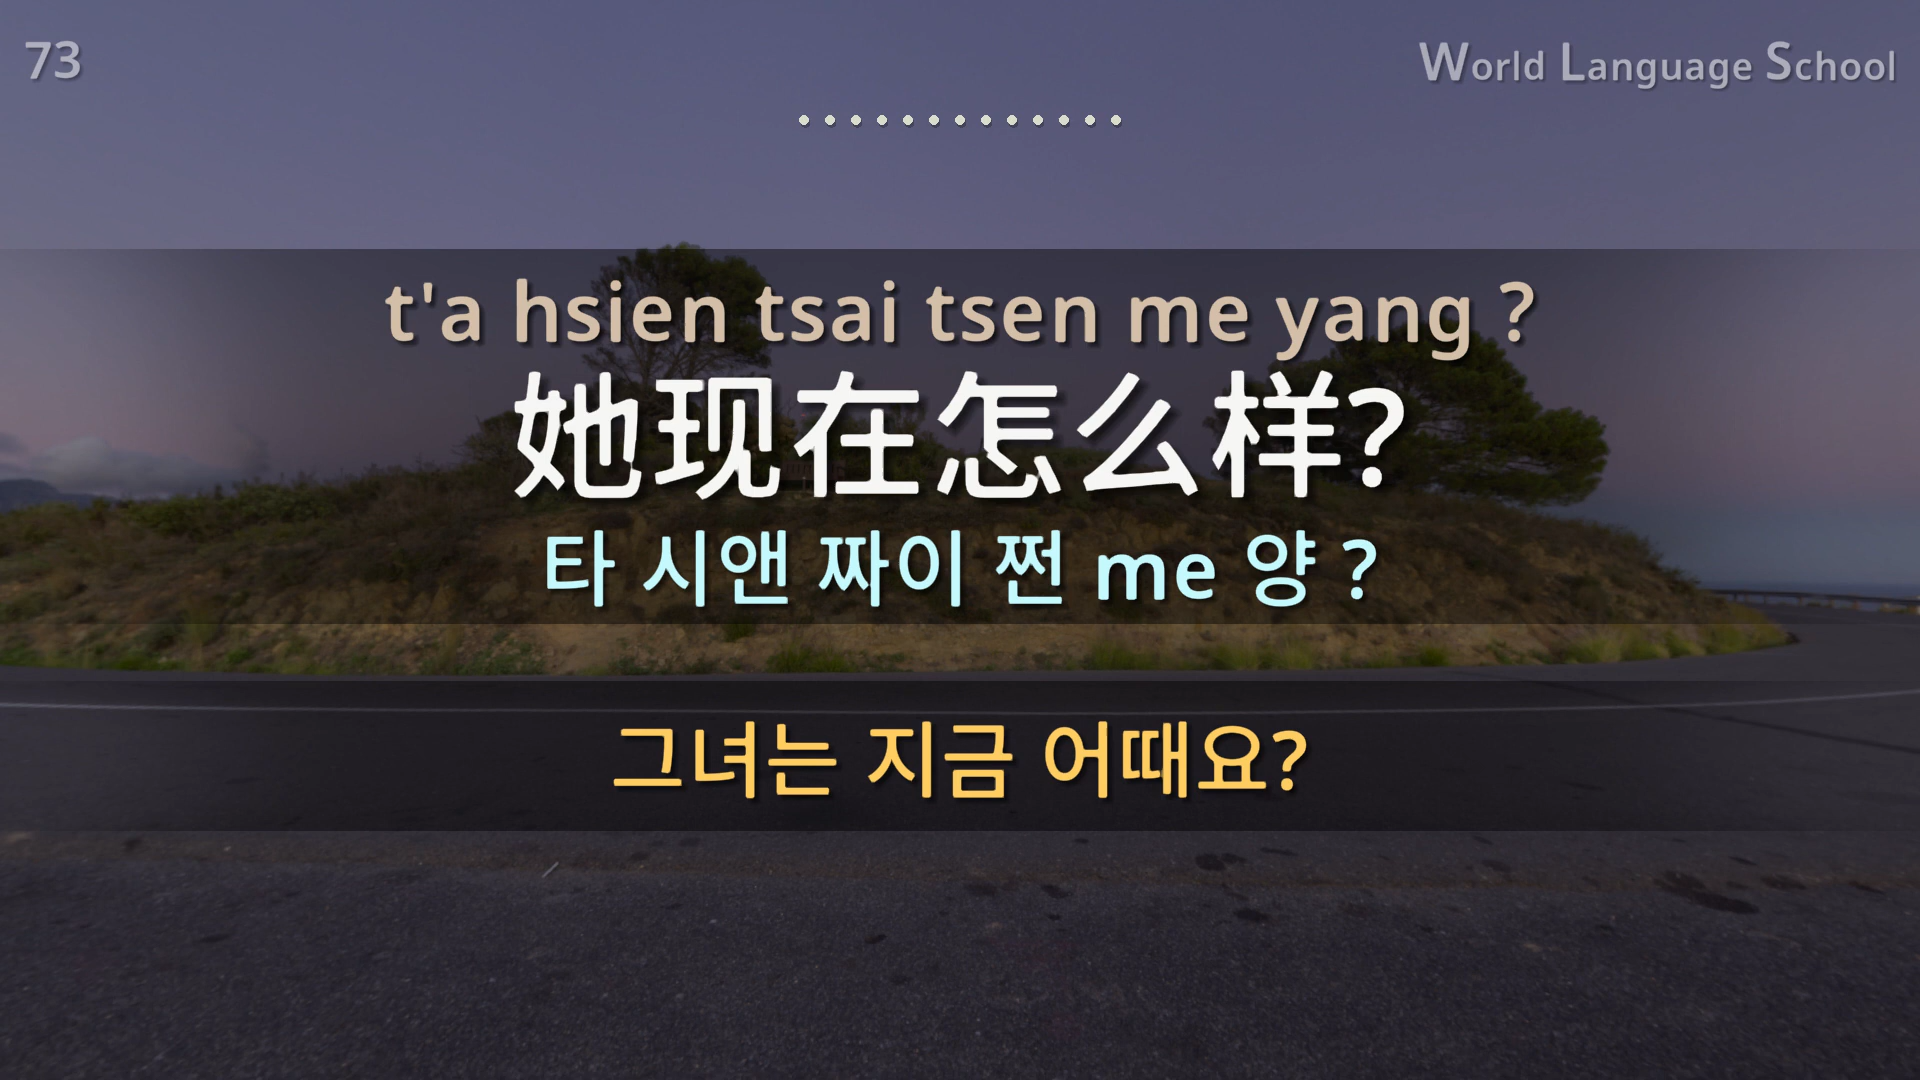 73
World Language School
t'a hsien tsai tsen me yang ?
她现在怎么样?
타 시앤 짜이 쩐 me 양 ?
그녀는 지금 어때요?